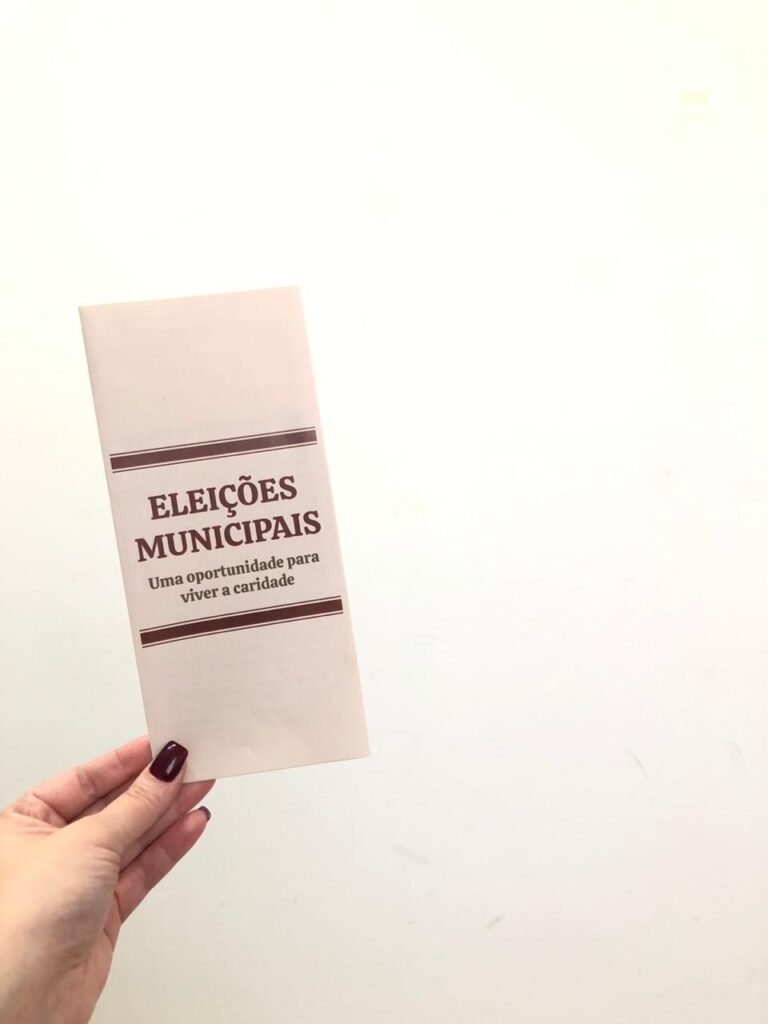 ELEIÇÕES
MUNICIPAIS
Uma oportunidade para
viver a caridade